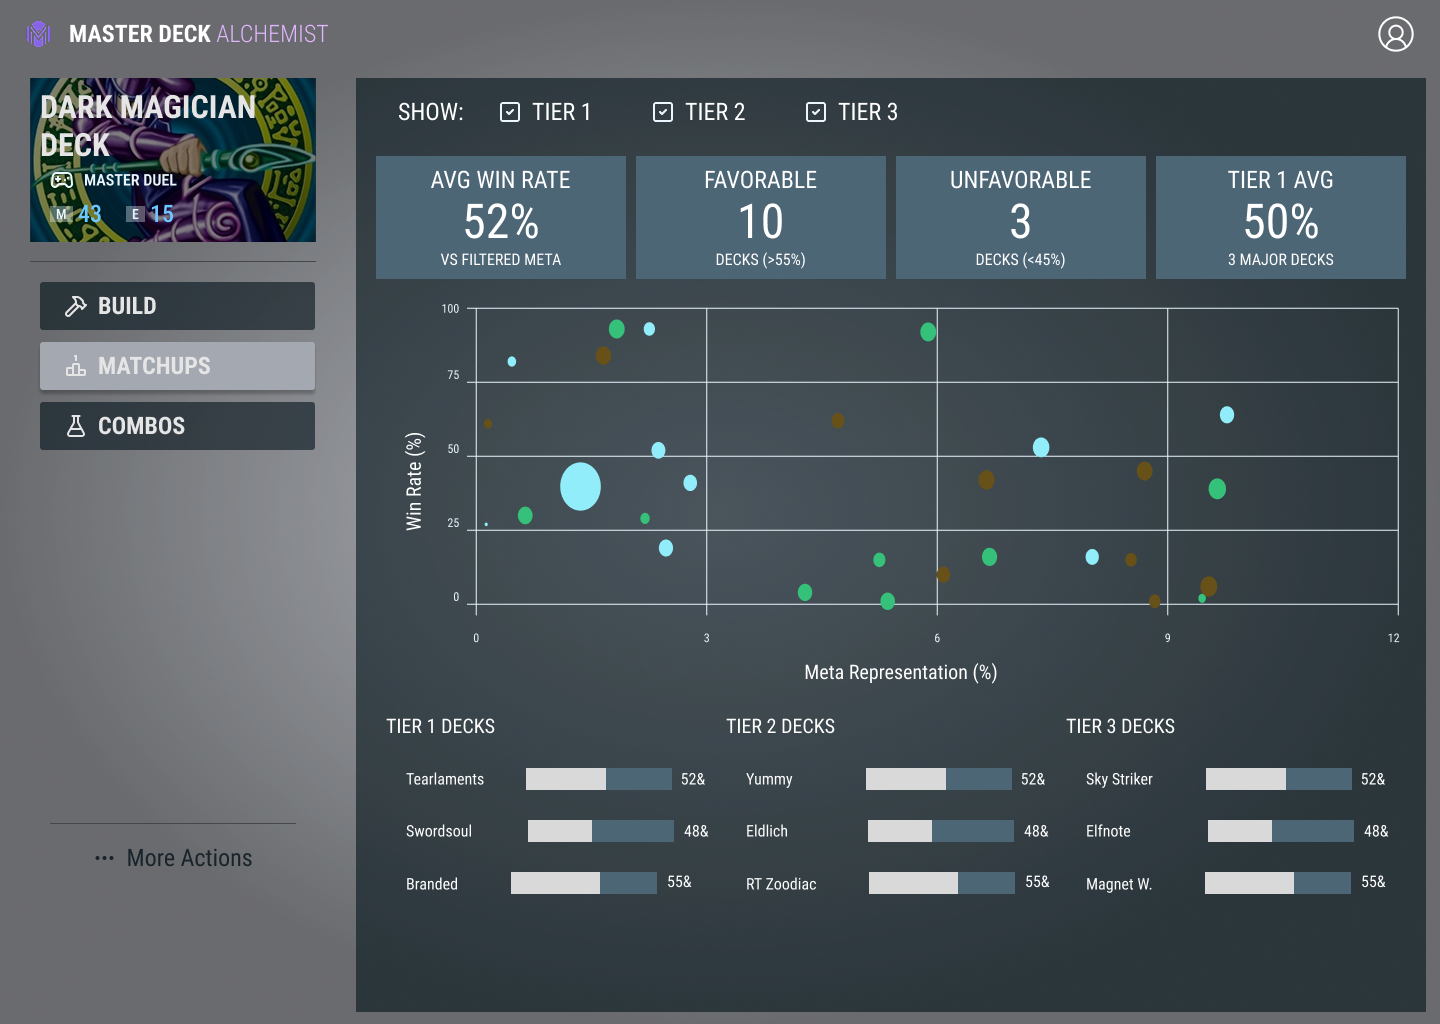 MASTER DECK ALCHEMIST
DARK MAGICIAN
DECK
MASTER DUEL
M 43 E 15
BUILD
MATCHUPS
COMBOS
... More Actions
SHOW: TIER 1 TIER 2 TIER 3
AVG WIN RATE
52%
VS FILTERED META
FAVORABLE
10
DECKS (>55%)
UNFAVORABLE
3
DECKS (<45%)
TIER 1 AVG
50%
3 MAJOR DECKS
Win Rate (%)
100
75
50
25
0
0 3 6 9 12
Meta Representation (%)
TIER 1 DECKS
Tearlaments 52&
Swordsoul 48&
Branded 55&
TIER 2 DECKS
Yummy 52&
Eldlich 48&
RT Zoodiac 55&
TIER 3 DECKS
Sky Striker 52&
Elfnote 48&
Magnet W. 55&